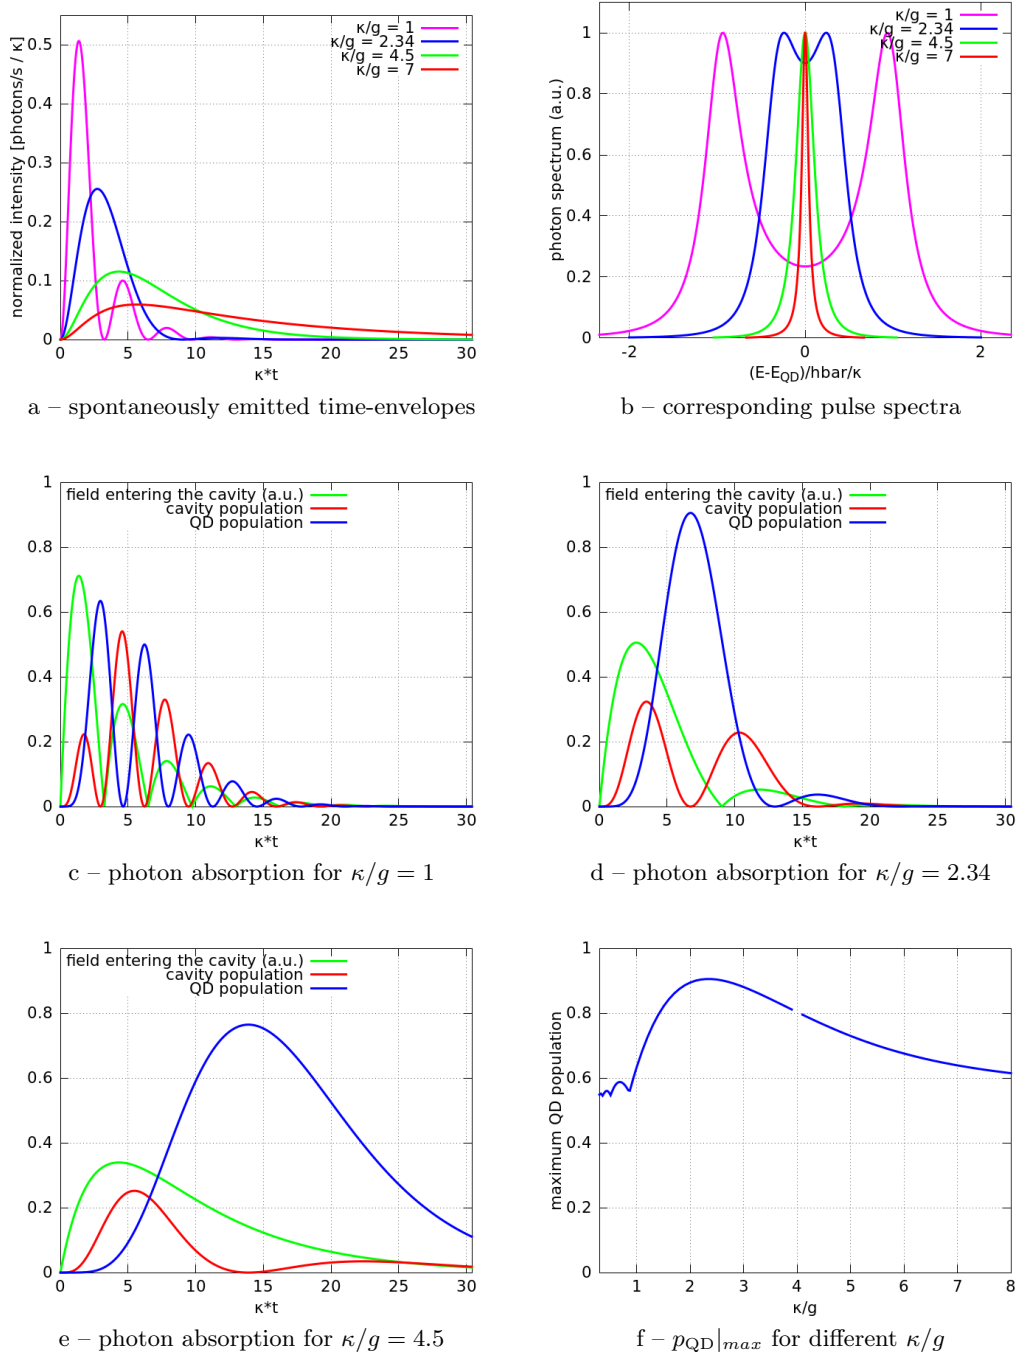 κ/g = 1
κ/g = 2.34
κ/g = 4.5
κ/g = 7
normalized intensity [photons/s / κ]
0.5
0.4
0.3
0.2
0.1
0
0 5 10 15 20 25 30
κ*t
a – spontaneously emitted time-envelopes
κ/g = 1
κ/g = 2.34
κ/g = 4.5
κ/g = 7
photon spectrum (a.u.)
1
0.8
0.6
0.4
0.2
0
-2 0 2
(E-EQD)/hbar/κ
b – corresponding pulse spectra
field entering the cavity (a.u.)
cavity population
QD population
1
0.8
0.6
0.4
0.2
0
0 5 10 15 20 25 30
κ*t
c – photon absorption for κ/g = 1
field entering the cavity (a.u.)
cavity population
QD population
1
0.8
0.6
0.4
0.2
0
0 5 10 15 20 25 30
κ*t
d – photon absorption for κ/g = 2.34
field entering the cavity (a.u.)
cavity population
QD population
1
0.8
0.6
0.4
0.2
0
0 5 10 15 20 25 30
κ*t
e – photon absorption for κ/g = 4.5
maximum QD population
1
0.8
0.6
0.4
0.2
0
1 2 3 4 5 6 7 8
κ/g
f – pQD|max for different κ/g